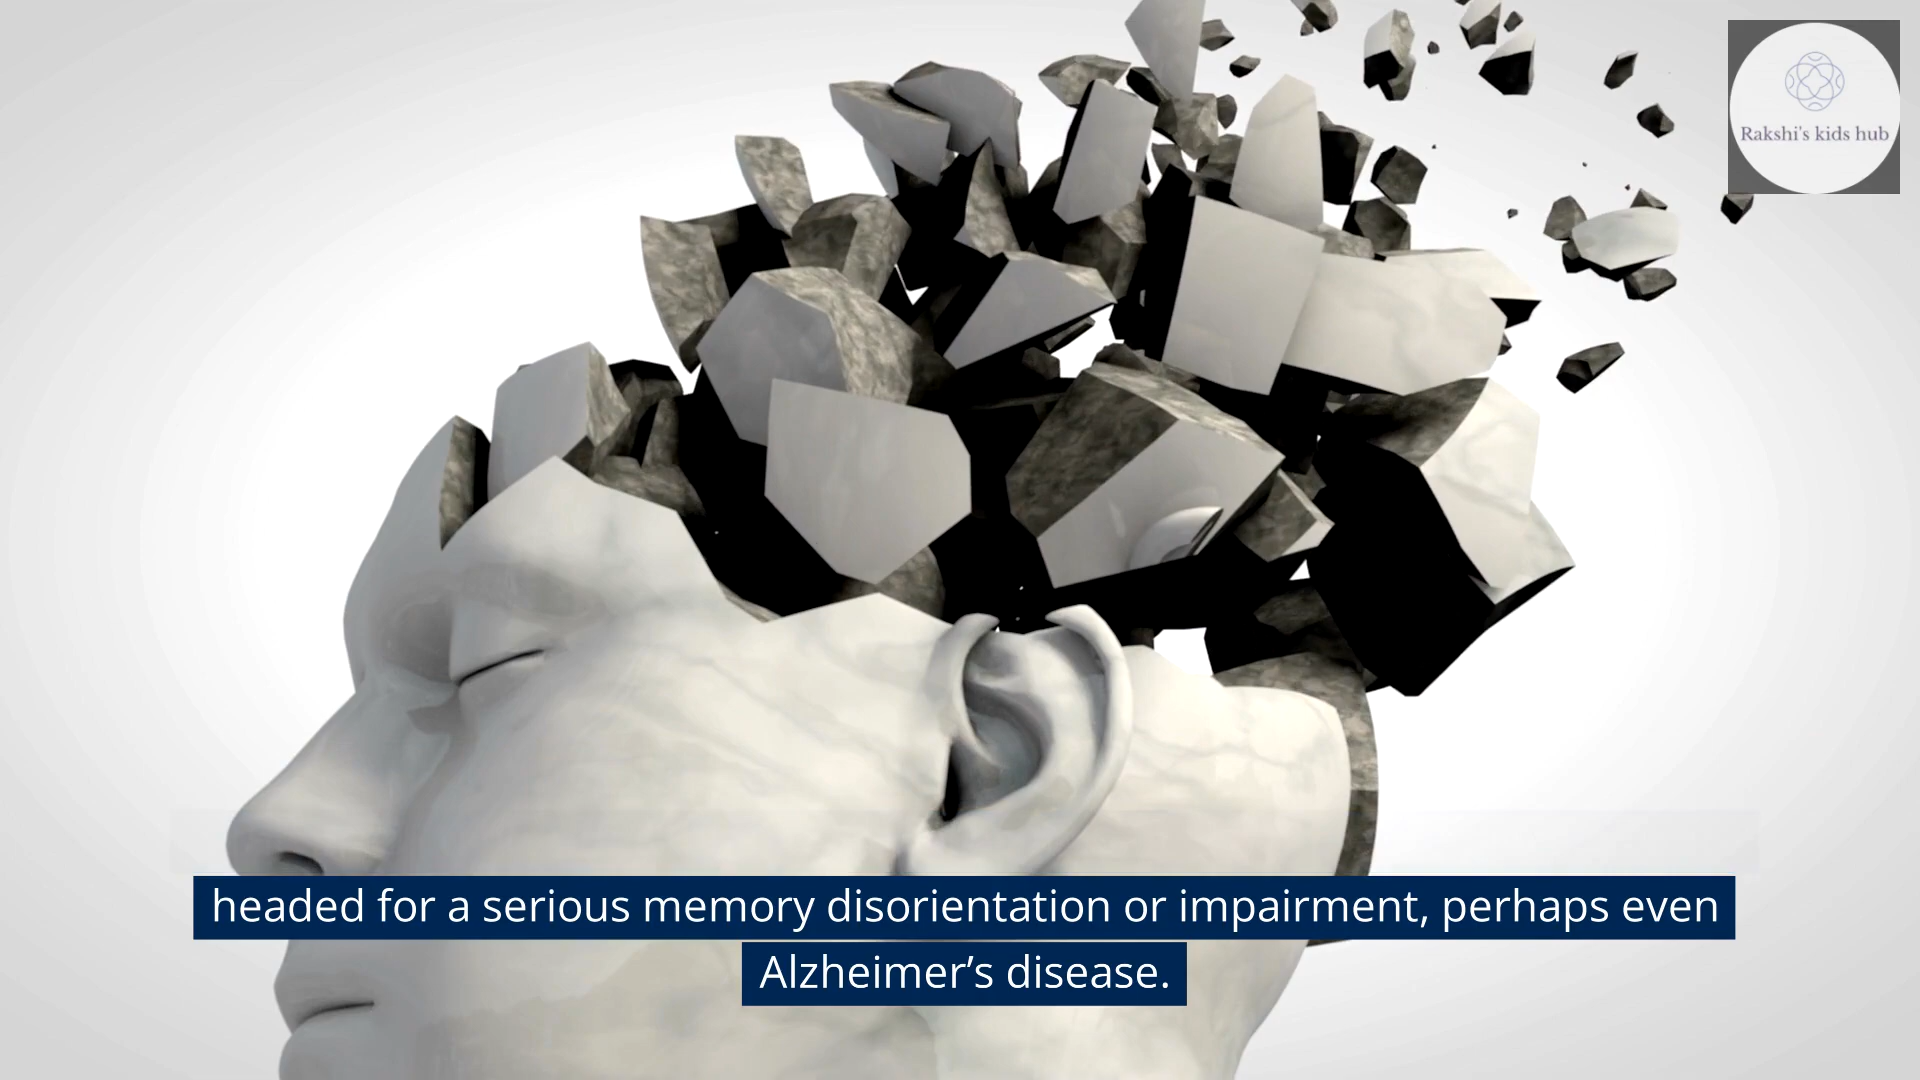 Rakshi's kids hub
headed for a serious memory disorientation or impairment, perhaps even
Alzheimer’s disease.